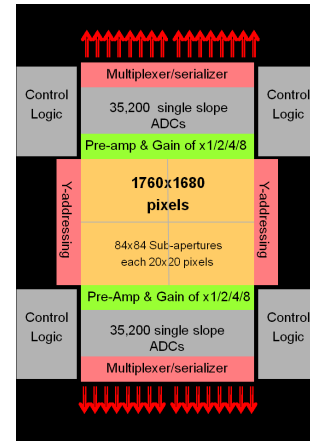 Multiplexer/serializer
Control
Logic
35,200 single slope
ADCs
Control
Logic
Pre-amp & Gain of x1/2/4/8
Y-addressing
1760x1680
pixels
84x84 Sub-apertures
each 20x20 pixels
Y-addressing
Pre-Amp & Gain of x1/2/4/8
Control
Logic
35,200 single slope
ADCs
Control
Logic
Multiplexer/serializer